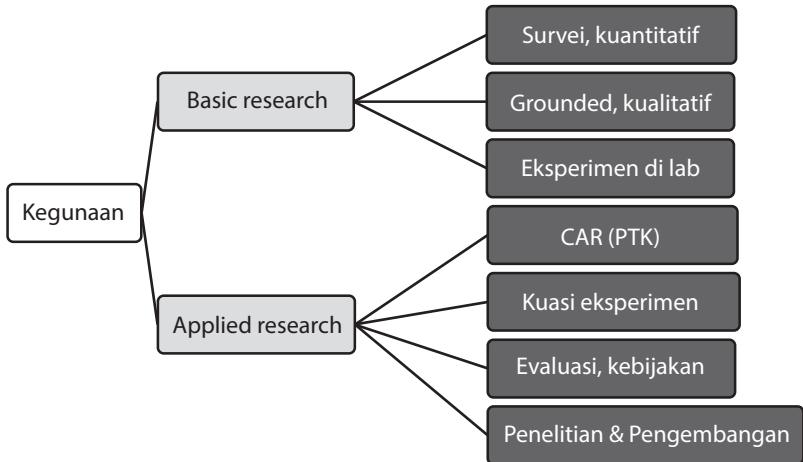 Kegunaan
Basic research
Survei, kuantitatif
Grounded, kualitatif
Eksperimen di lab
Applied research
CAR (PTK)
Kuasi eksperimen
Evaluasi, kebijakan
Penelitian & Pengembangan